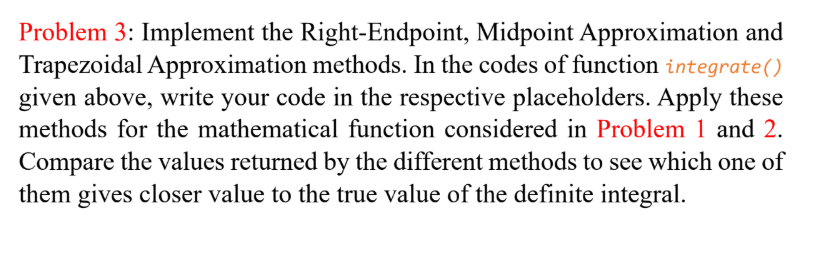 Problem 3: Implement the Right-Endpoint, Midpoint Approximation and
Trapezoidal Approximation methods. In the codes of function integrate()
given above, write your code in the respective placeholders. Apply these
methods for the mathematical function considered in Problem 1 and 2.
Compare the values returned by the different methods to see which one of
them gives closer value to the true value of the definite integral.